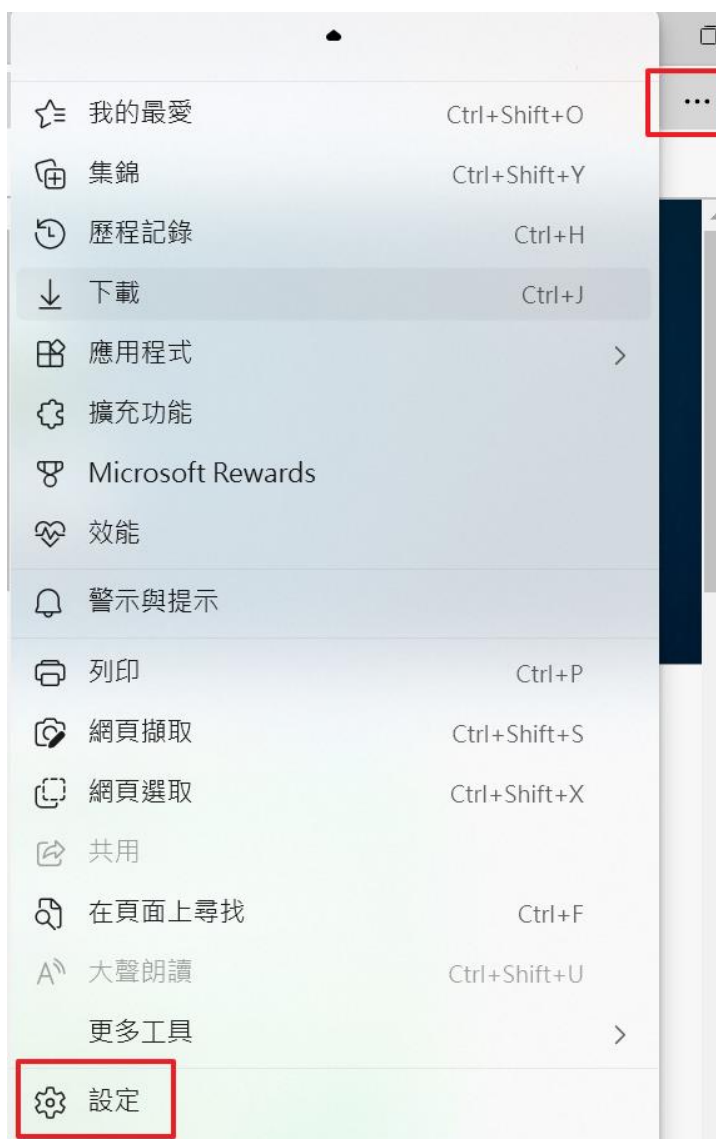 我的最愛 Ctrl+Shift+O
集錦 Ctrl+Shift+Y
歷程記錄 Ctrl+H
下載 Ctrl+J
應用程式
擴充功能
Microsoft Rewards
效能
警示與提示
列印 Ctrl+P
網頁擷取 Ctrl+Shift+S
網頁選取 Ctrl+Shift+X
共用
在頁面上尋找 Ctrl+F
大聲朗讀 Ctrl+Shift+U
更多工具
設定